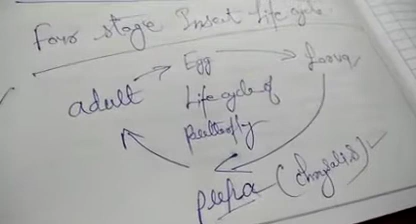 Four stage Insect Life cycle
Egg
Larva
adult
Life cycle of
Butterfly
pupa (chrysalis)